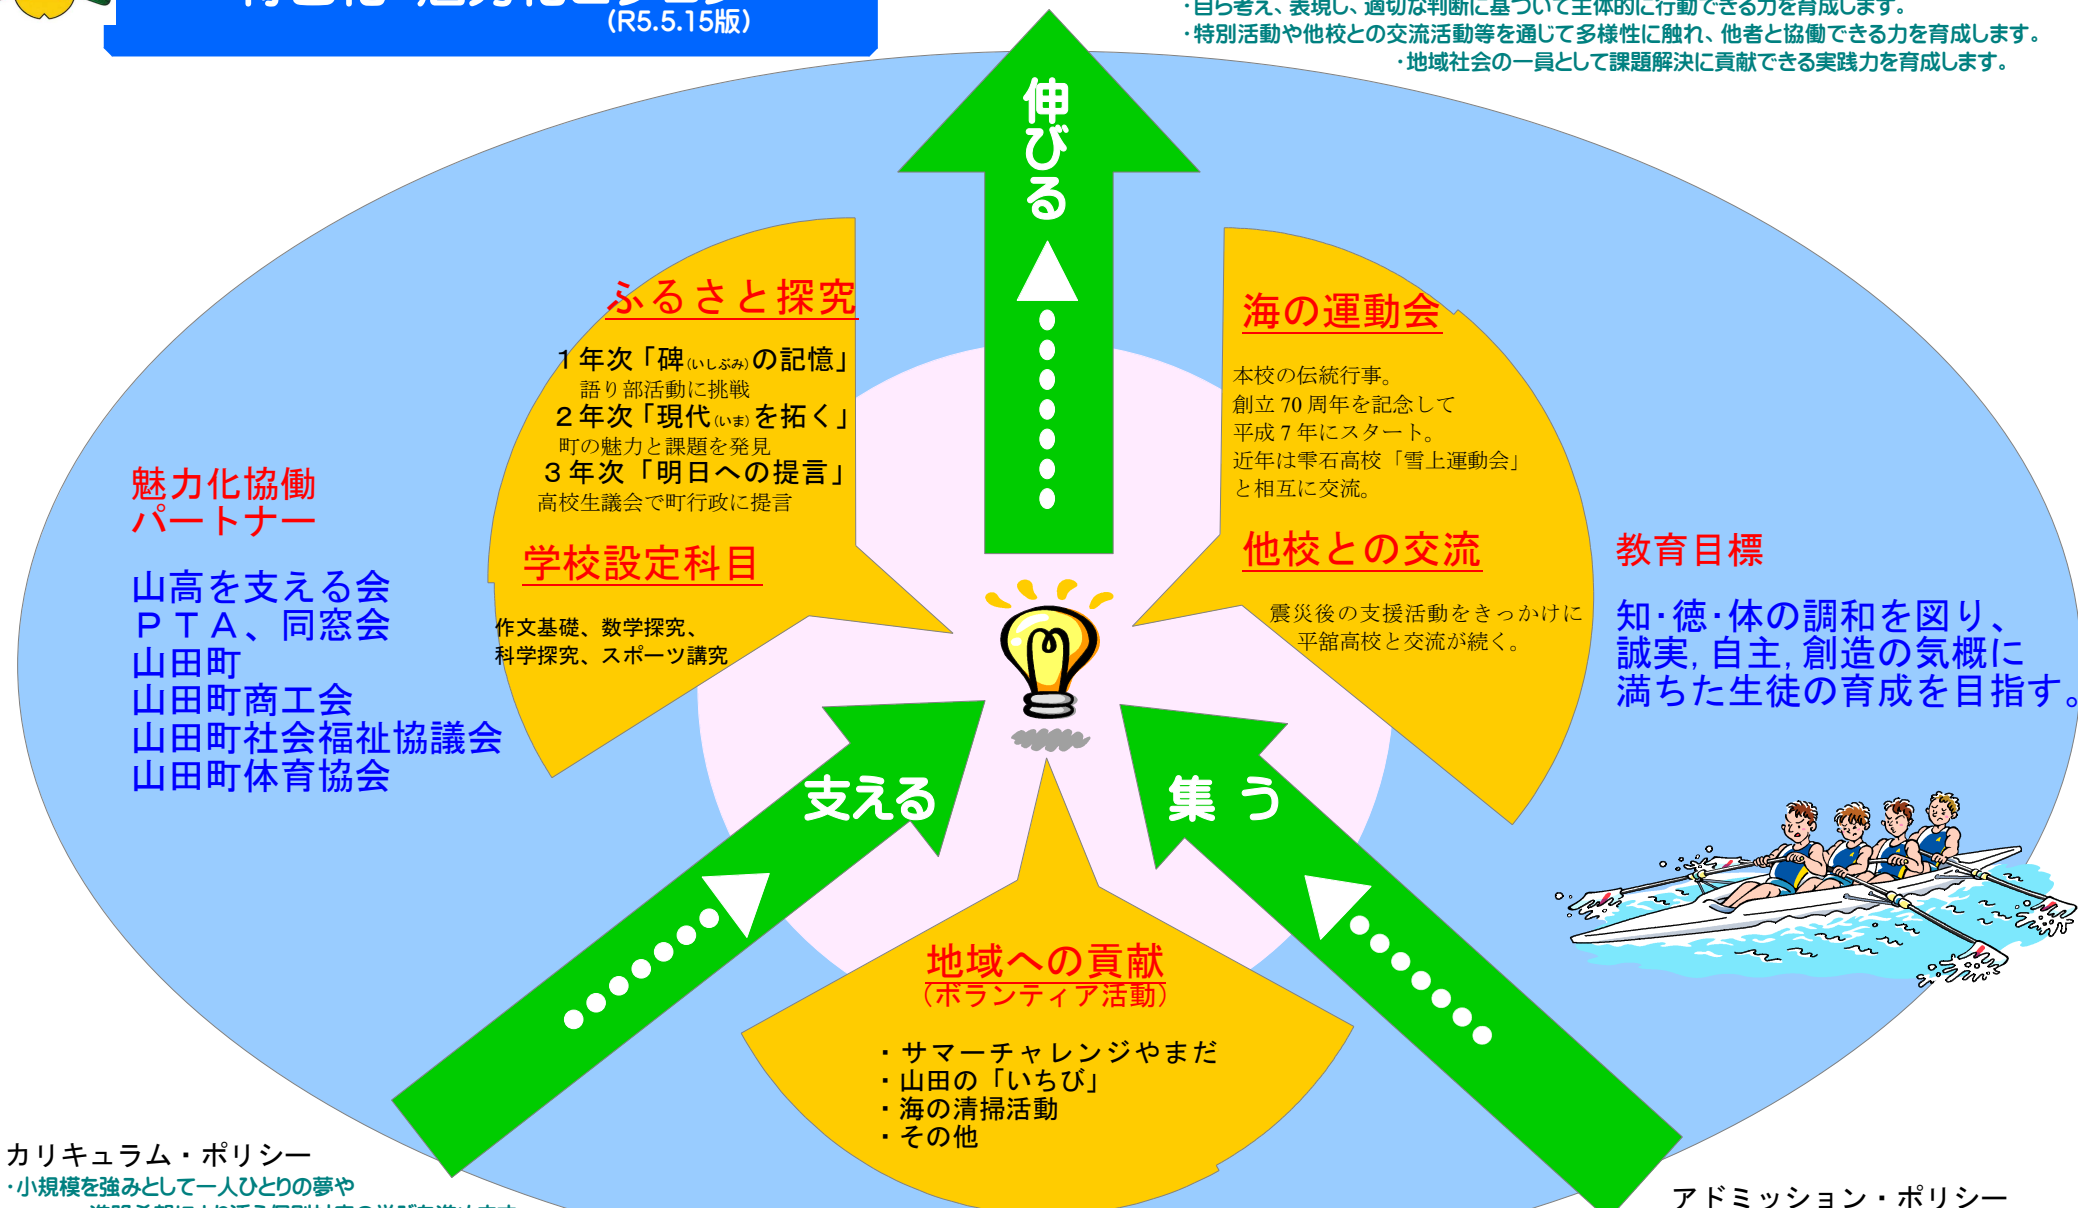 (R5.5.15版)
・自ら考え、表現し、適切な判断に基づいて主体的に行動できる力を育成します。
・特別活動や他校との交流活動等を通じて多様性に触れ、他者と協働できる力を育成します。
・地域社会の一員として課題解決に貢献できる実践力を育成します。
伸びる
ふるさと探究
1年次「碑(いしぶみ)の記憶」
語り部活動に挑戦
2年次「現代(いま)を拓く」
町の魅力と課題を発見
3年次「明日への提言」
高校生議会で町行政に提言
学校設定科目
作文基礎、数学探究、
科学探究、スポーツ講究
海の運動会
本校の伝統行事。
創立70周年を記念して
平成7年にスタート。
近年は雫石高校「雪上運動会」
と相互に交流。
他校との交流
震災後の支援活動をきっかけに
平舘高校と交流が続く。
魅力化協働
パートナー
山高を支える会
PTA、同窓会
山田町
山田町商工会
山田町社会福祉協議会
山田町体育協会
教育目標
知・徳・体の調和を図り、
誠実,自主,創造の気概に
満ちた生徒の育成を目指す。
支える
集う
地域への貢献
(ボランティア活動)
・サマーチャレンジやまだ
・山田の「いちび」
・海の清掃活動
・その他
カリキュラム・ポリシー
・小規模を強みとして一人ひとりの夢や
アドミッション・ポリシー